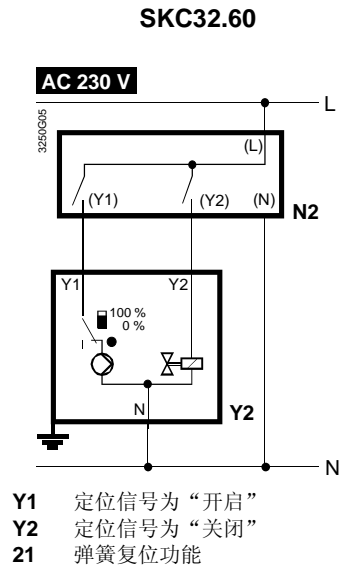 SKC32.60
AC 230 V
L
3250G05
(L)
(Y1)
(Y2)
(N)
N2
Y1
Y2
100 %
0 %
N
Y2
N
Y1 定位信号为“开启”
Y2 定位信号为“关闭”
21 弹簧复位功能